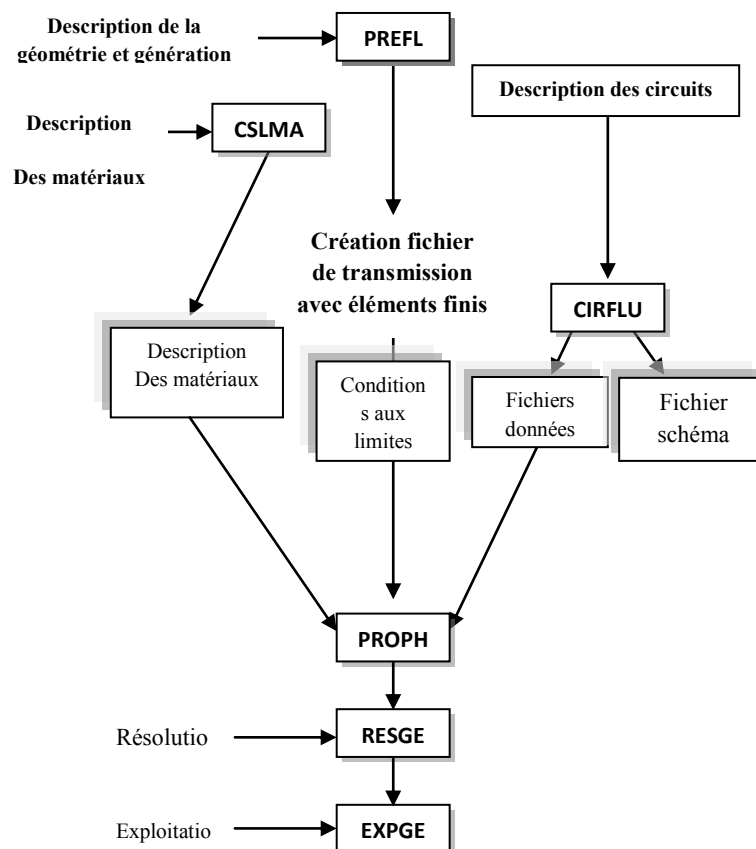 Description de la
géométrie et génération
PREFL
Description des circuits
Description
CSLMA
Des matériaux
Création fichier
de transmission
avec éléments finis
CIRFLU
Description
Des matériaux
Condition
s aux
limites
Fichiers
données
Fichier
schéma
PROPH
Résolutio
RESGE
Exploitatio
EXPGE